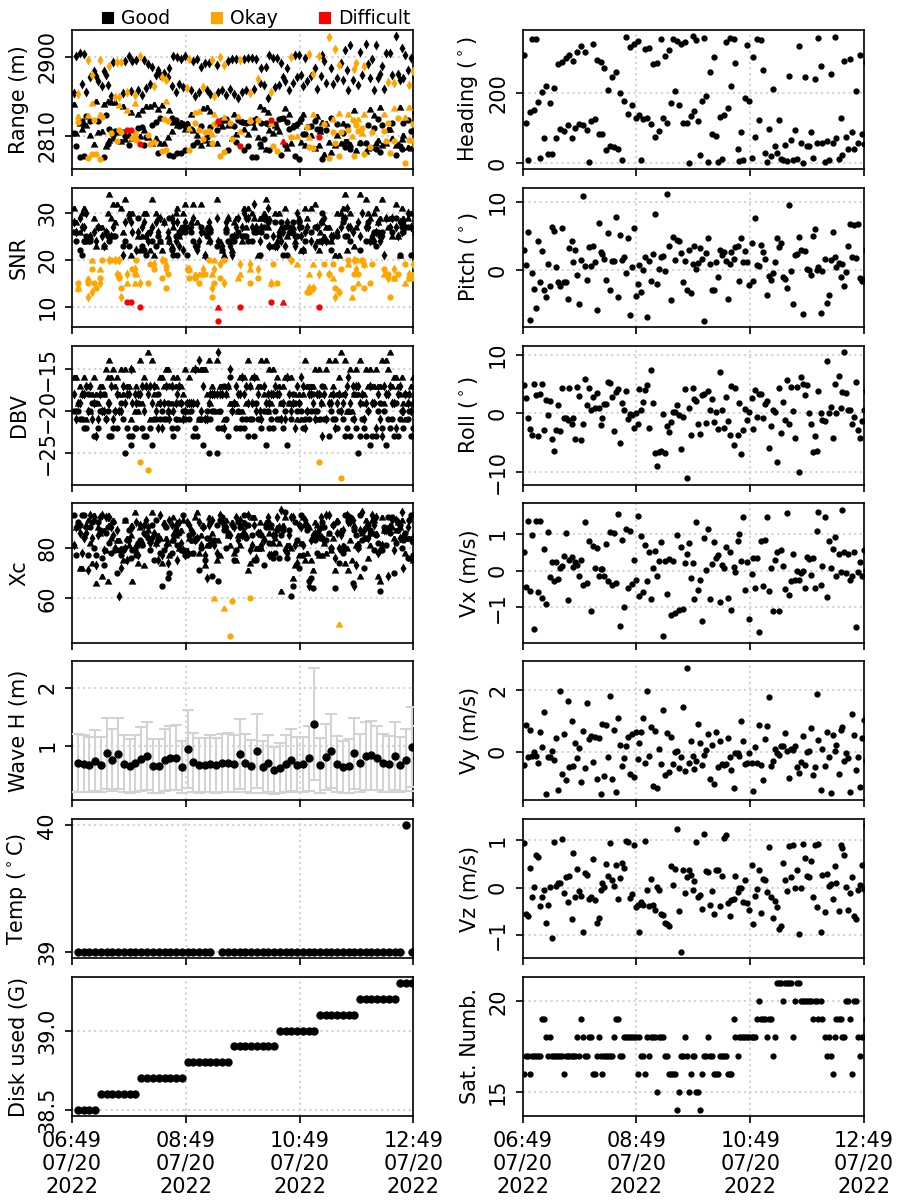 Good Okay Difficult
Range (m)
2900
2810
Heading (°)
200
0
SNR
30
20
10
Pitch (°)
10
0
DBV
−15
−20
−25
Roll (°)
10
0
−10
Xc
80
60
Vx (m/s)
1
0
−1
Wave H (m)
2
1
Vy (m/s)
2
0
Temp (°C)
40
39
Vz (m/s)
1
0
−1
Disk used (G)
39.0
38.5
Sat. Numb.
20
15
06:49 08:49 10:49 12:49 06:49 08:49 10:49 12:49
07/20 07/20 07/20 07/20 07/20 07/20 07/20 07/20
2022 2022 2022 2022 2022 2022 2022 2022